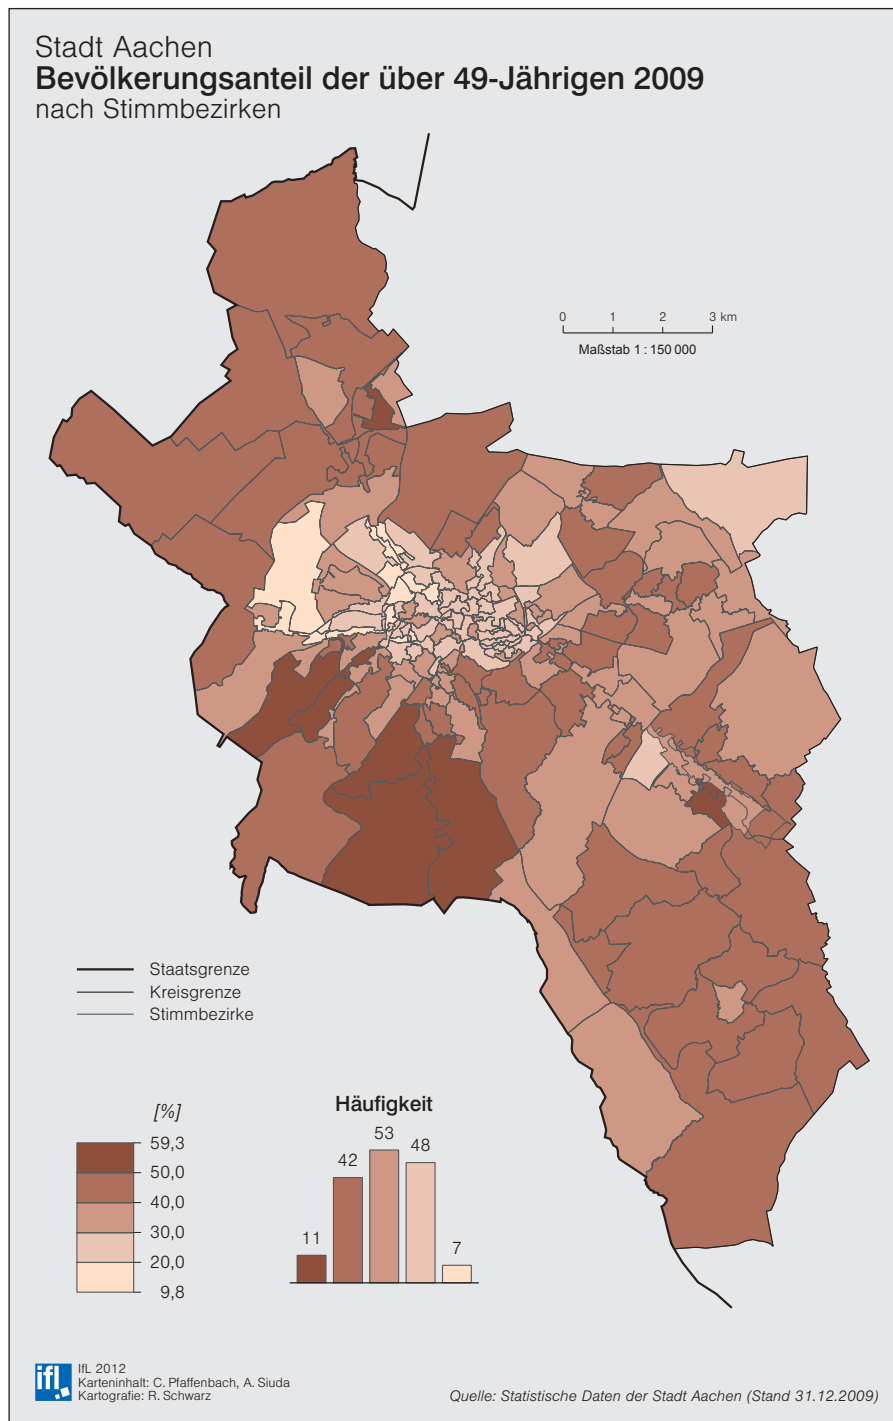 Stadt Aachen
Bevölkerungsanteil der über 49-Jährigen 2009
nach Stimmbezirken
0 1 2 3 km
Maßstab 1 : 150 000
Staatsgrenze
Kreisgrenze
Stimmbezirke
[%]
59,3
50,0
40,0
30,0
20,0
9,8
Häufigkeit
11 42 53 48 7
ifl
IfL 2012
Karteninhalt: C. Pfaffenbach, A. Siuda
Kartografie: R. Schwarz
Quelle: Statistische Daten der Stadt Aachen (Stand 31.12.2009)